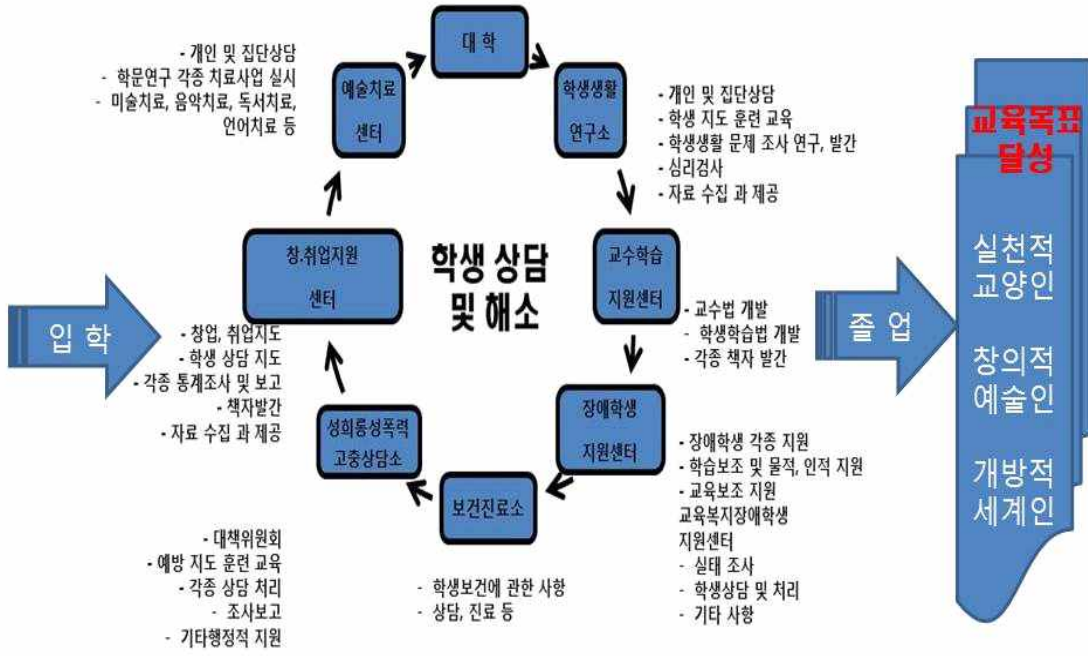 대 학
- 개인 및 집단상담
- 학문연구 각종 치료사업 실시
- 미술치료, 음악치료, 독서치료,
언어치료 등
예술치료
센터
학생생활
연구소
- 개인 및 집단상담
- 학생 지도 훈련 교육
- 학생생활 문제 조사 연구, 발간
- 심리검사
- 자료 수집 과 제공
교육목표
달성
실천적
교양인
창의적
예술인
개방적
세계인
창.취업지원
센터
학생 상담
및 해소
교수학습
지원센터
- 교수법 개발
- 학생학습법 개발
- 각종 책자 발간
입 학
졸 업
- 창업, 취업지도
- 학생 상담 지도
- 각종 통계조사 및 보고
- 책자발간
- 자료 수집 과 제공
성희롱성폭력
고충상담소
장애학생
지원센터
- 장애학생 각종 지원
- 학습보조 및 물적, 인적 지원
- 교육보조 지원
교육복지장애학생
지원센터
- 실태 조사
- 학생상담 및 처리
- 기타 사항
보건진료소
- 대책위원회
- 예방 지도 훈련 교육
- 각종 상담 처리
- 조사보고
- 기타행정적 지원
- 학생보건에 관한 사항
- 상담, 진료 등